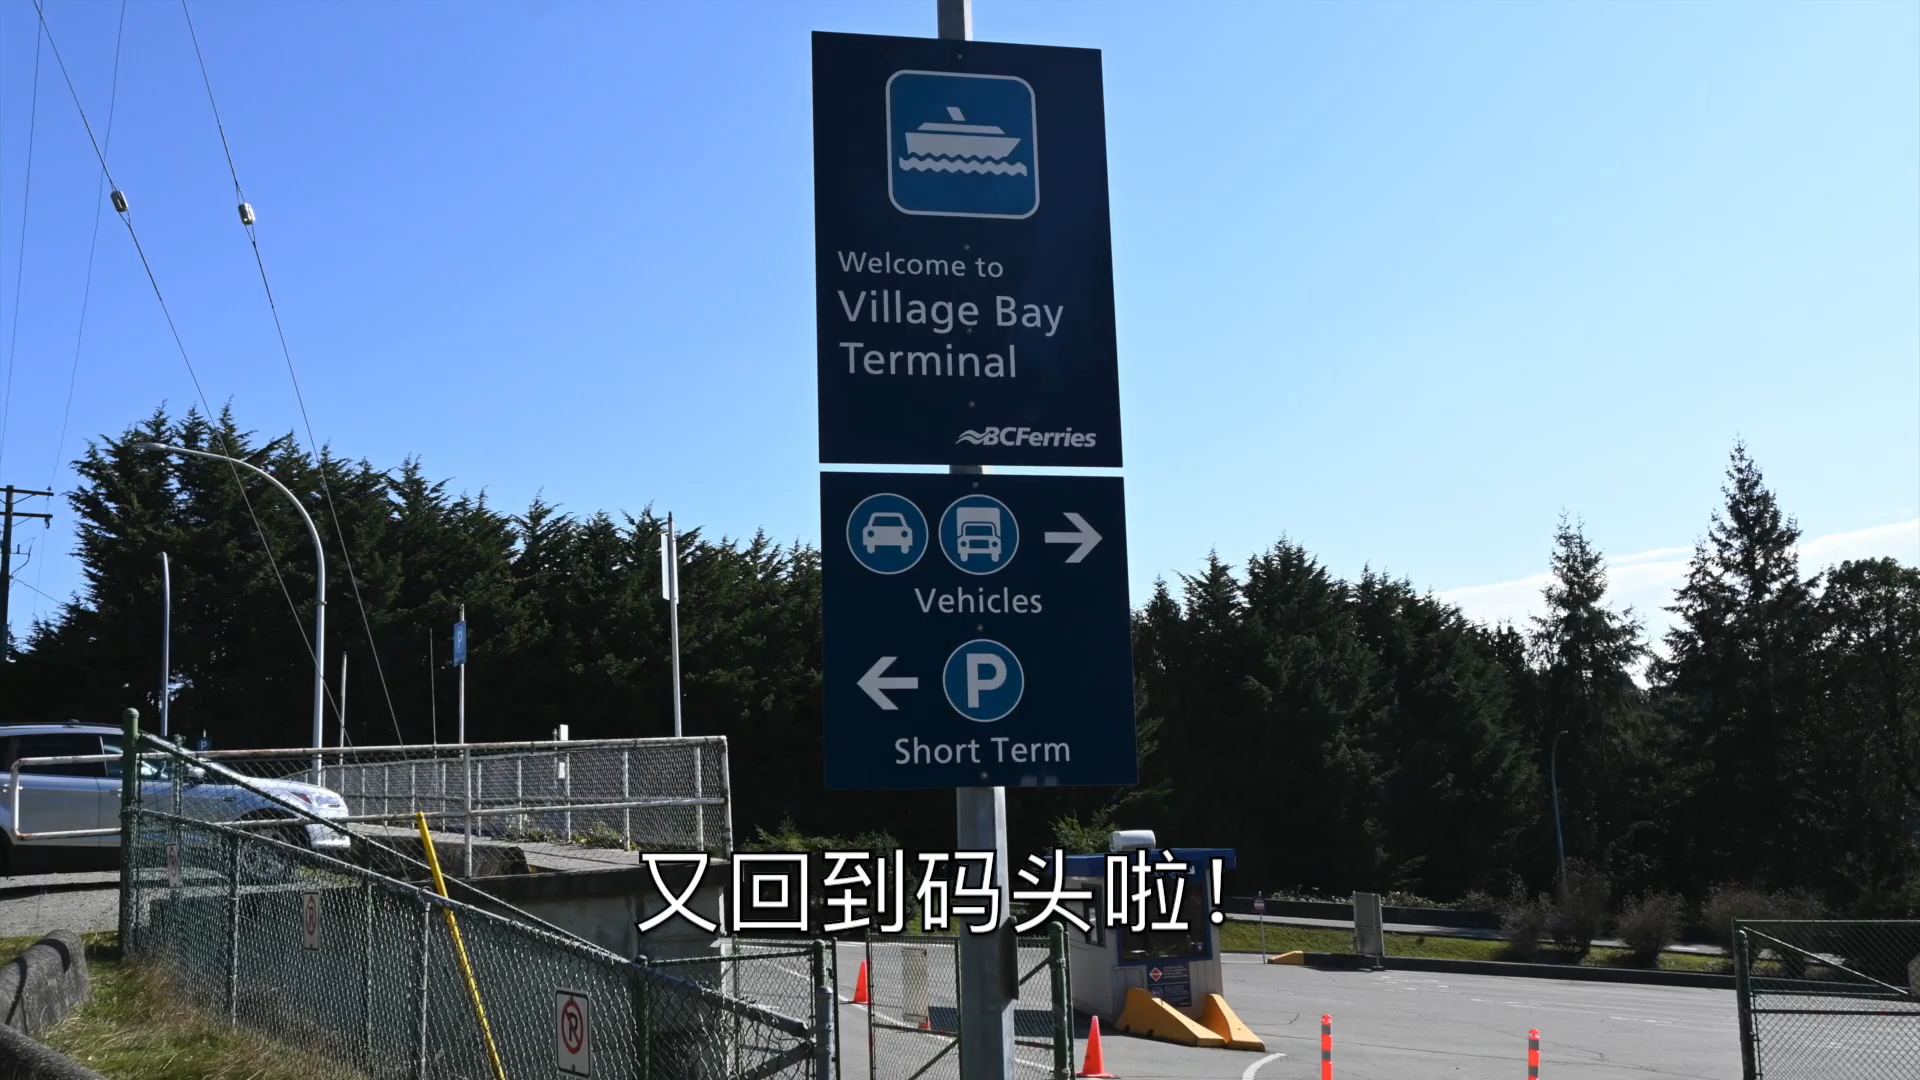 Welcome to
Village Bay
Terminal
BCFerries
Vehicles
P
Short Term
又回到码头啦!
P